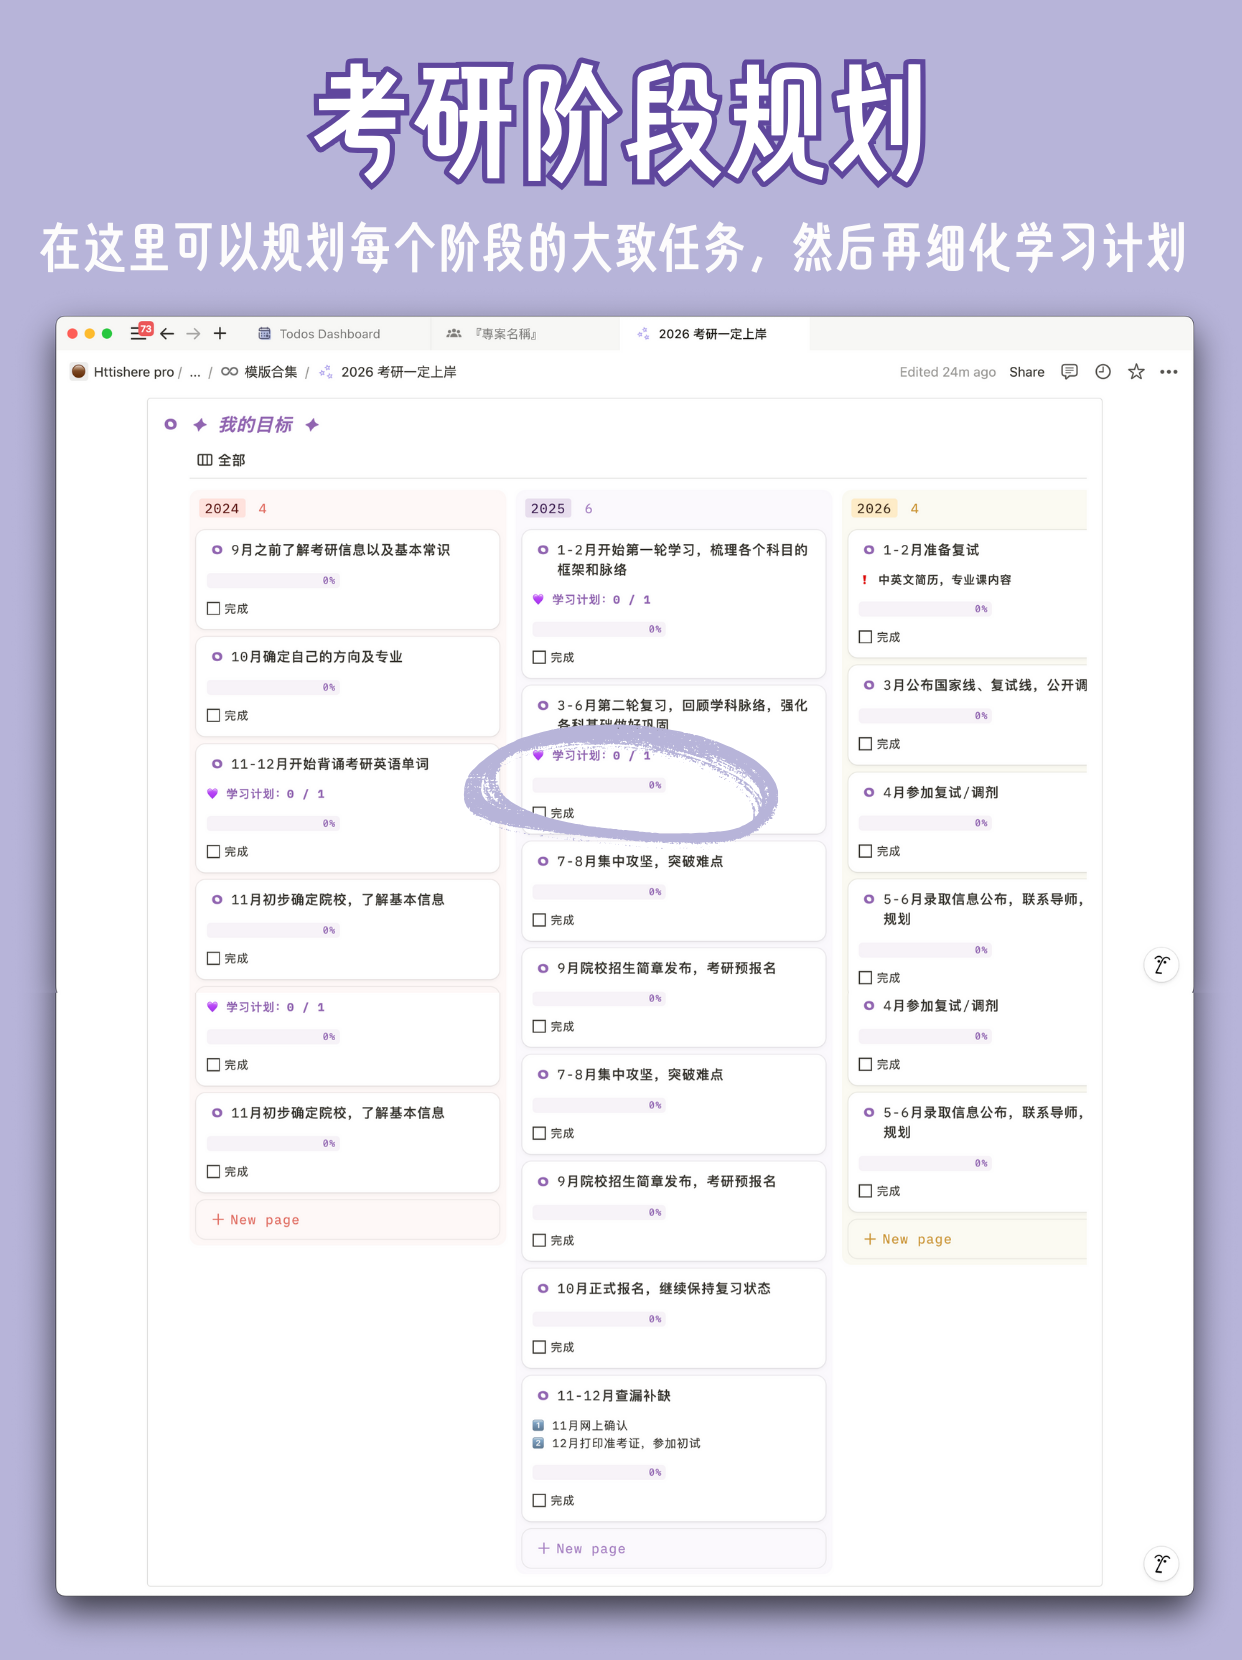 考研阶段规划
在这里可以规划每个阶段的大致任务，然后再细化学习计划
73
Todos Dashboard
『專案名稱』
2026 考研一定上岸
Httishere pro / ... / 模版合集 / 2026 考研一定上岸
Edited 24m ago Share
✦ 我的目标 ✦
全部
2024 4
9月之前了解考研信息以及基本常识
0%
完成
10月确定自己的方向及专业
0%
完成
11-12月开始背诵考研英语单词
💜 学习计划: 0 / 1
0%
完成
11月初步确定院校，了解基本信息
0%
完成
💜 学习计划: 0 / 1
0%
完成
11月初步确定院校，了解基本信息
0%
完成
+ New page
2025 6
1-2月开始第一轮学习，梳理各个科目的
框架和脉络
💜 学习计划: 0 / 1
0%
完成
3-6月第二轮复习，回顾学科脉络，强化
各科基础做好巩固
💜 学习计划: 0 / 1
0%
完成
7-8月集中攻坚，突破难点
0%
完成
9月院校招生简章发布，考研预报名
0%
完成
7-8月集中攻坚，突破难点
0%
完成
9月院校招生简章发布，考研预报名
0%
完成
10月正式报名，继续保持复习状态
0%
完成
11-12月查漏补缺
1 11月网上确认
2 12月打印准考证，参加初试
0%
完成
+ New page
2026 4
1-2月准备复试
❗ 中英文简历，专业课内容
0%
完成
3月公布国家线、复试线，公开调
0%
完成
4月参加复试/调剂
0%
完成
5-6月录取信息公布，联系导师，
规划
0%
完成
4月参加复试/调剂
0%
完成
5-6月录取信息公布，联系导师，
规划
0%
完成
+ New page